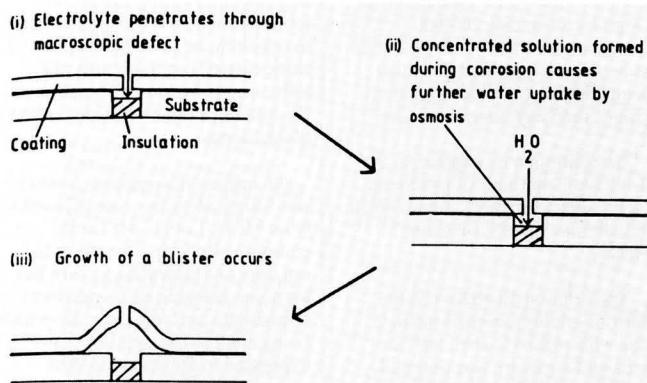 (i) Electrolyte penetrates through
macroscopic defect
Substrate
Coating
Insulation
(ii) Concentrated solution formed
during corrosion causes
further water uptake by
osmosis
H O
2
(iii) Growth of a blister occurs